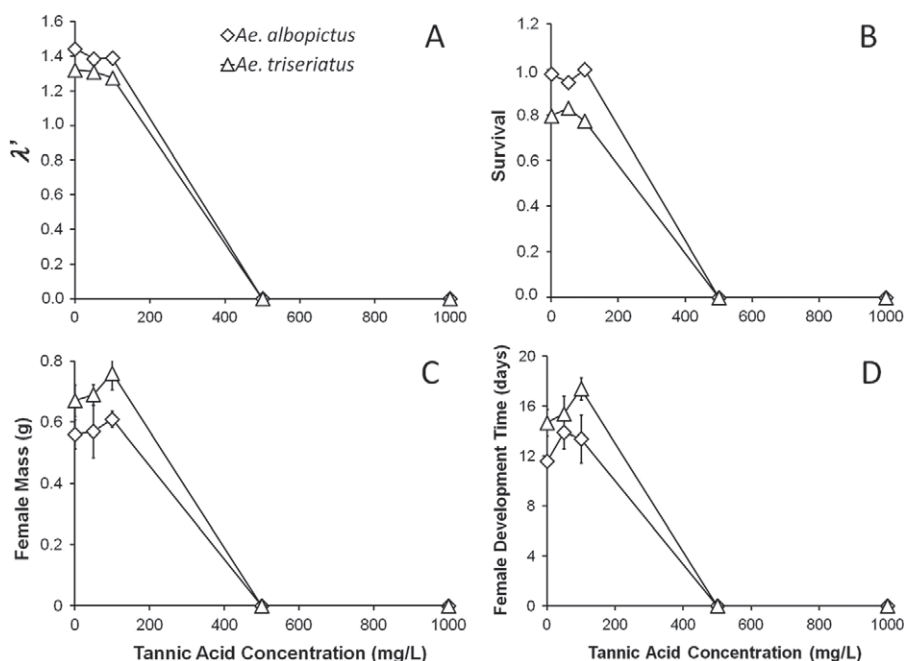 A
Ae. albopictus
Ae. triseriatus
λ'
1.6
1.4
1.2
1.0
0.8
0.6
0.4
0.2
0.0
0 200 400 600 800 1000
B
Survival
1.2
1.0
0.8
0.6
0.4
0.2
0.0
0 200 400 600 800 1000
C
Female Mass (g)
0.8
0.6
0.4
0.2
0
0 200 400 600 800 1000
Tannic Acid Concentration (mg/L)
D
Female Development Time (days)
20
16
12
8
4
0
0 200 400 600 800 1000
Tannic Acid Concentration (mg/L)